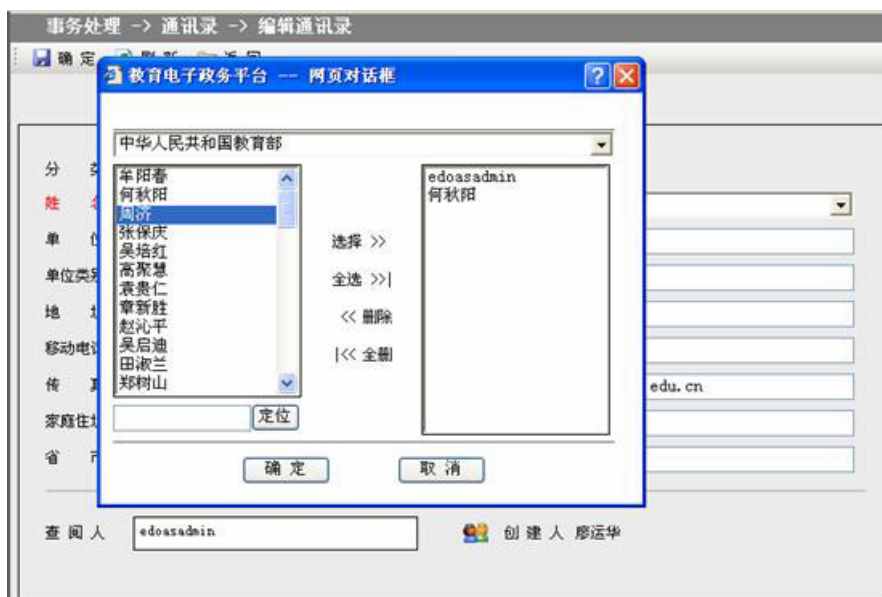 事务处理 -> 通讯录 -> 编辑通讯录
确 定
教育电子政务平台 -- 网页对话框
中华人民共和国教育部
牟阳春
何秋阳
周济
张保庆
吴培红
高聚慧
袁贵仁
章新胜
赵沁平
吴启迪
田淑兰
郑树山
选择 >>
全选 >>|
<< 删除
|<< 全删
edoasadmin
何秋阳
定位
确 定
取 消
分
姓
单
单位类别
地
移动电话
传
edu.cn
家庭住
省
查 阅 人
edoasadmin
创 建 人 廖运华